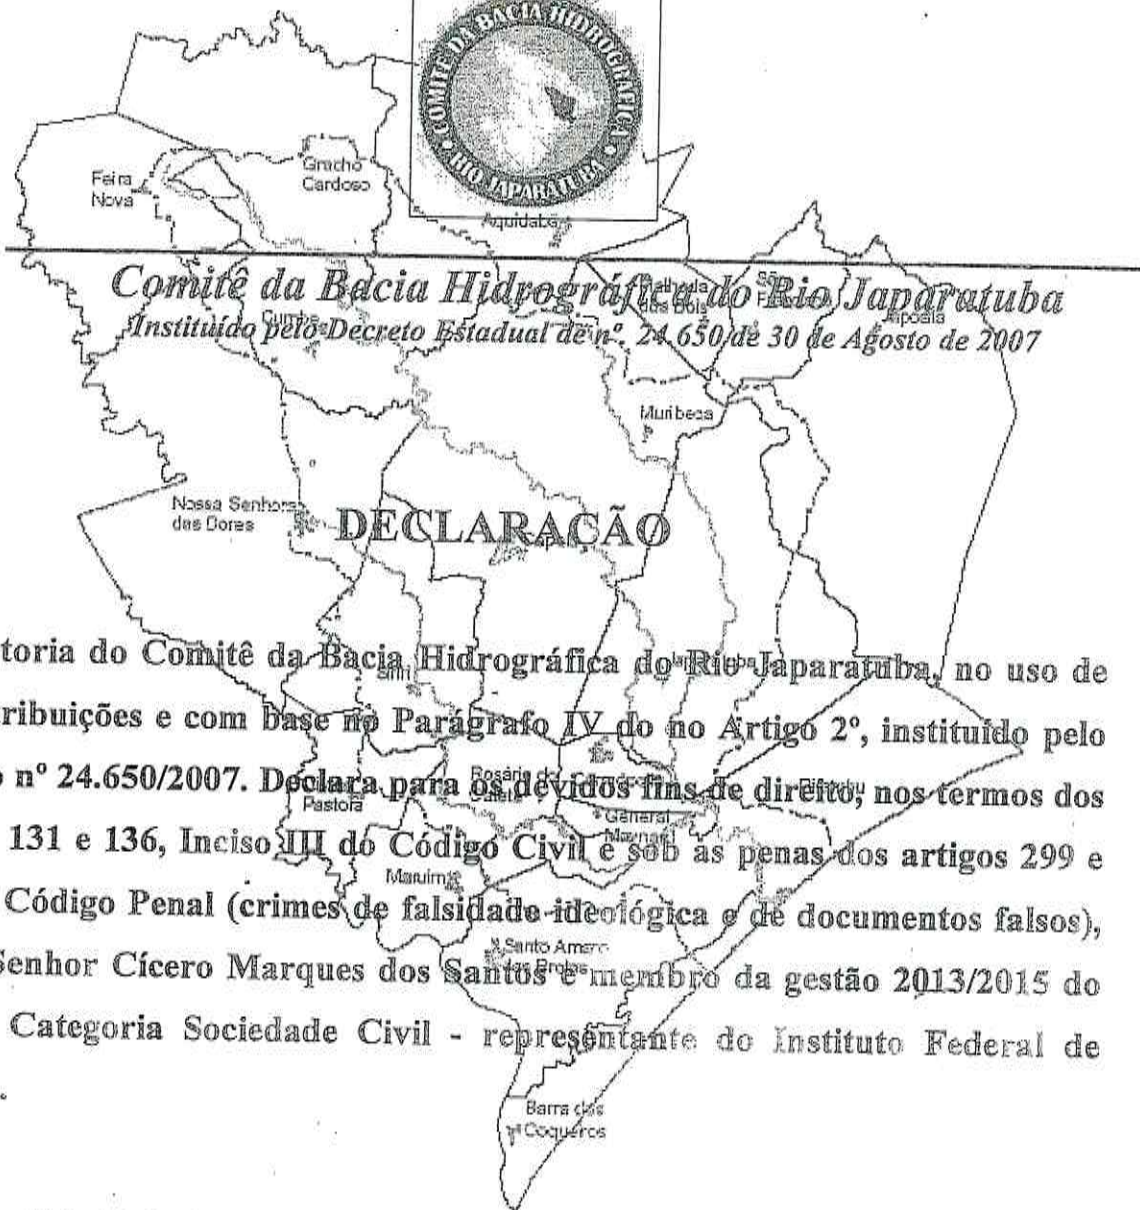 COMITÊ DA BACIA HIDROGRÁFICA
RIO JAPARATUBA
Gracho
Cardoso
Feira
Nova
Comitê da Bacia Hidrográfica do Rio Japaratuba
Instituído pelo Decreto Estadual de nº. 24.650 de 30 de Agosto de 2007
Muribeca
Nossa Senhora
das Dores
DECLARAÇÃO
toria do Comitê da Bacia Hidrográfica do Rio Japaratuba, no uso de
ribuições e com base no Parágrafo IV do no Artigo 2º, instituído pelo
o nº 24.650/2007. Declara para os devidos fins de direito, nos termos dos
Pastora
General
131 e 136, Inciso III do Código Civil e sob as penas dos artigos 299 e
Maruim
Código Penal (crimes de falsidade ideológica e de documentos falsos),
Santo Amaro
das Brotas
Senhor Cícero Marques dos Santos e membro da gestão 2013/2015 do
Categoria Sociedade Civil - representante do Instituto Federal de
Barra dos
Coqueros